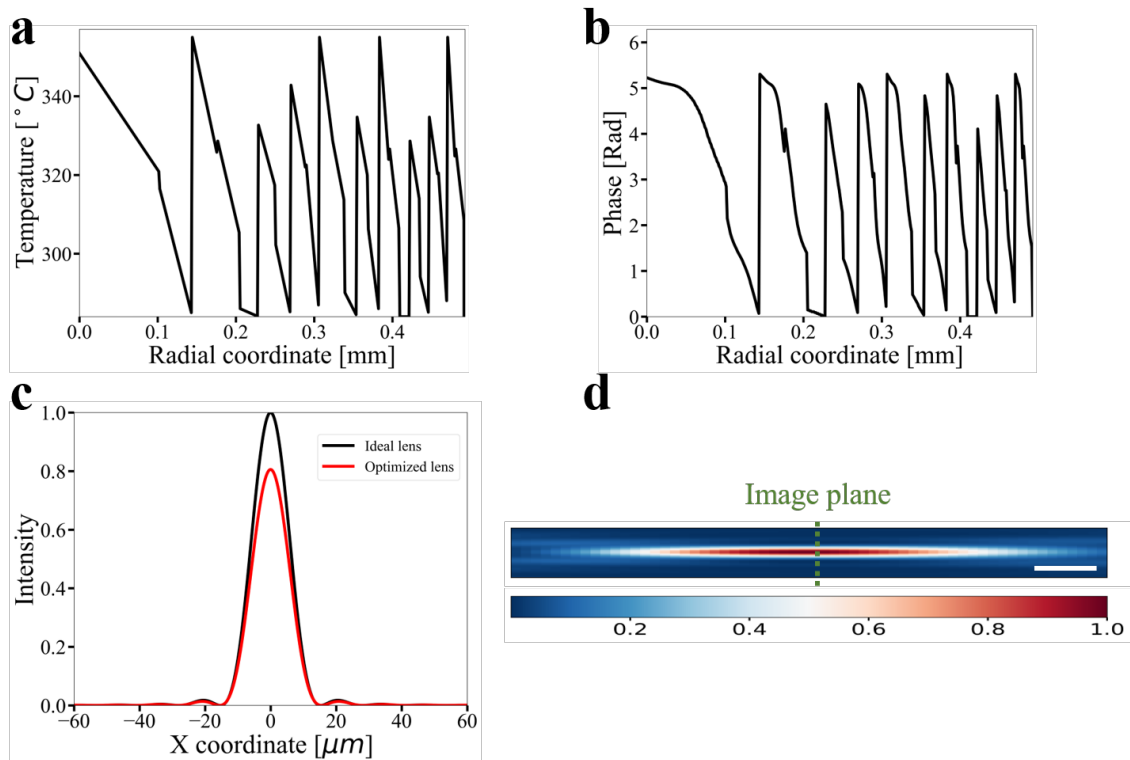 a
Temperature [°C]
340
320
300
0.0 0.1 0.2 0.3 0.4
Radial coordinate [mm]
b
Phase [Rad]
6
5
4
3
2
1
0
0.0 0.1 0.2 0.3 0.4
Radial coordinate [mm]
c
Intensity
1.0
0.8
0.6
0.4
0.2
0.0
Ideal lens
Optimized lens
−60 −40 −20 0 20 40 60
X coordinate [μm]
d
Image plane
0.2 0.4 0.6 0.8 1.0